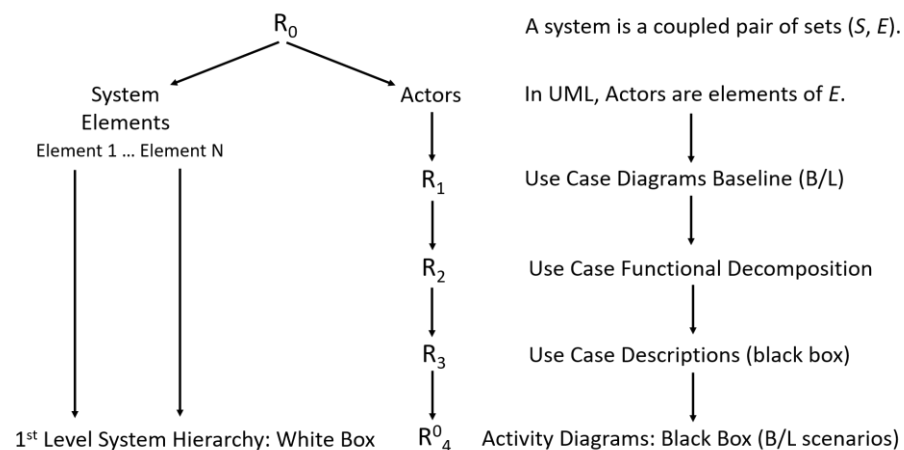 R₀
A system is a coupled pair of sets (S, E).
System
Elements
Actors
In UML, Actors are elements of E.
Element 1 ... Element N
R₁
Use Case Diagrams Baseline (B/L)
R₂
Use Case Functional Decomposition
R₃
Use Case Descriptions (black box)
1ˢᵗ Level System Hierarchy: White Box
R⁰₄
Activity Diagrams: Black Box (B/L scenarios)